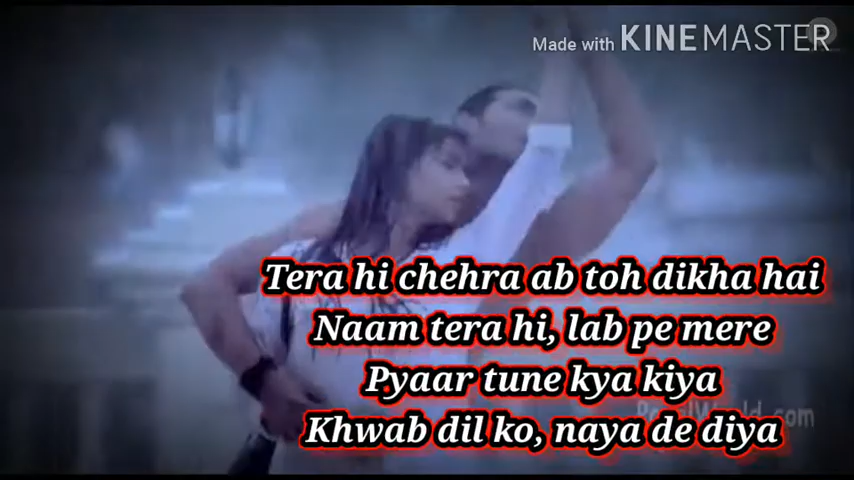 Made with KINEMASTER
Tera hi chehra ab toh dikha hai
Naam tera hi, lab pe mere
Pyaar tune kya kiya
Khwab dil ko, naya de diya